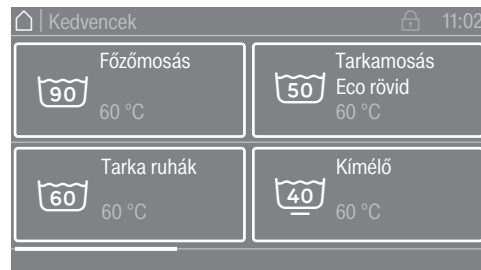 Kedvencek
11:02
Főzőmosás
90
60 °C
Tarkamosás
50
Eco rövid
60 °C
Tarka ruhák
60
60 °C
Kímélő
40
60 °C